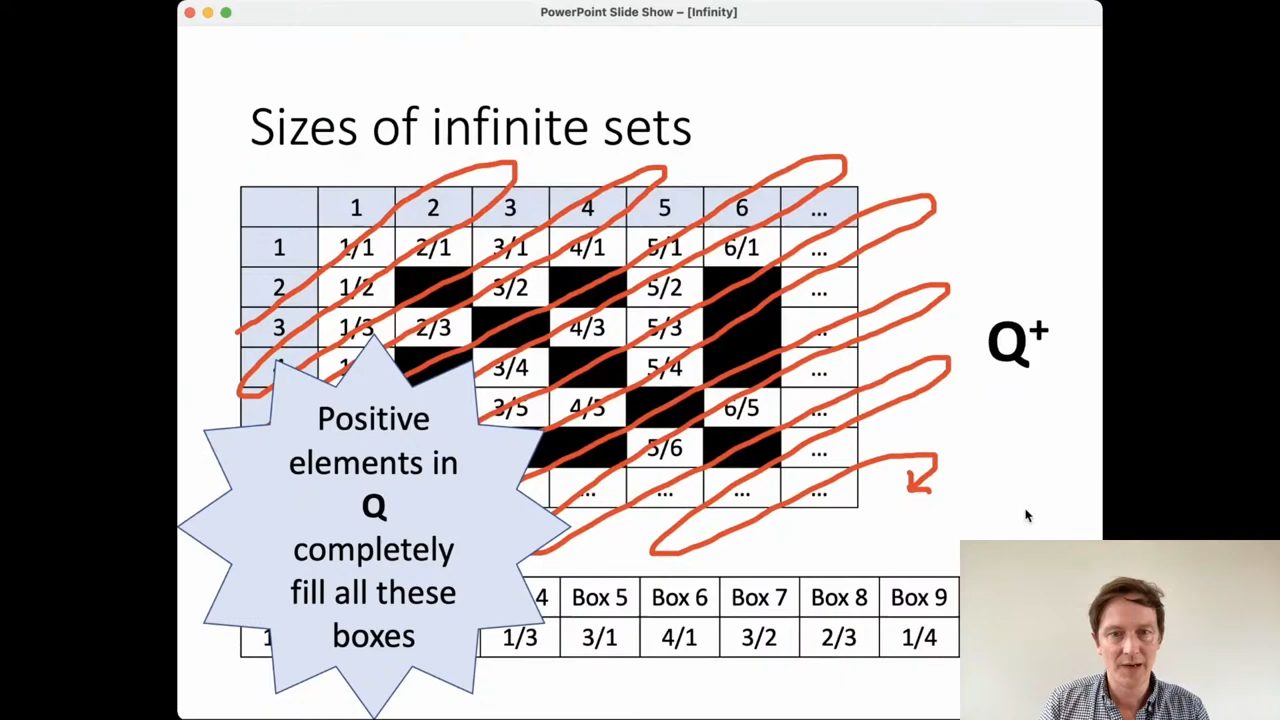 PowerPoint Slide Show – [Infinity]
Sizes of infinite sets
1 2 3 4 5 6 ...
1 1/1 2/1 3/1 4/1 5/1 6/1 ...
2 1/2 3/2 5/2 ...
3 1/3 2/3 4/3 5/3 ...
3/4 5/4 ...
3/5 4/5 6/5 ...
5/6 ...
... ... ... ...
Q+
Positive
elements in
Q
completely
fill all these
boxes
4 Box 5 Box 6 Box 7 Box 8 Box 9
1/3 3/1 4/1 3/2 2/3 1/4